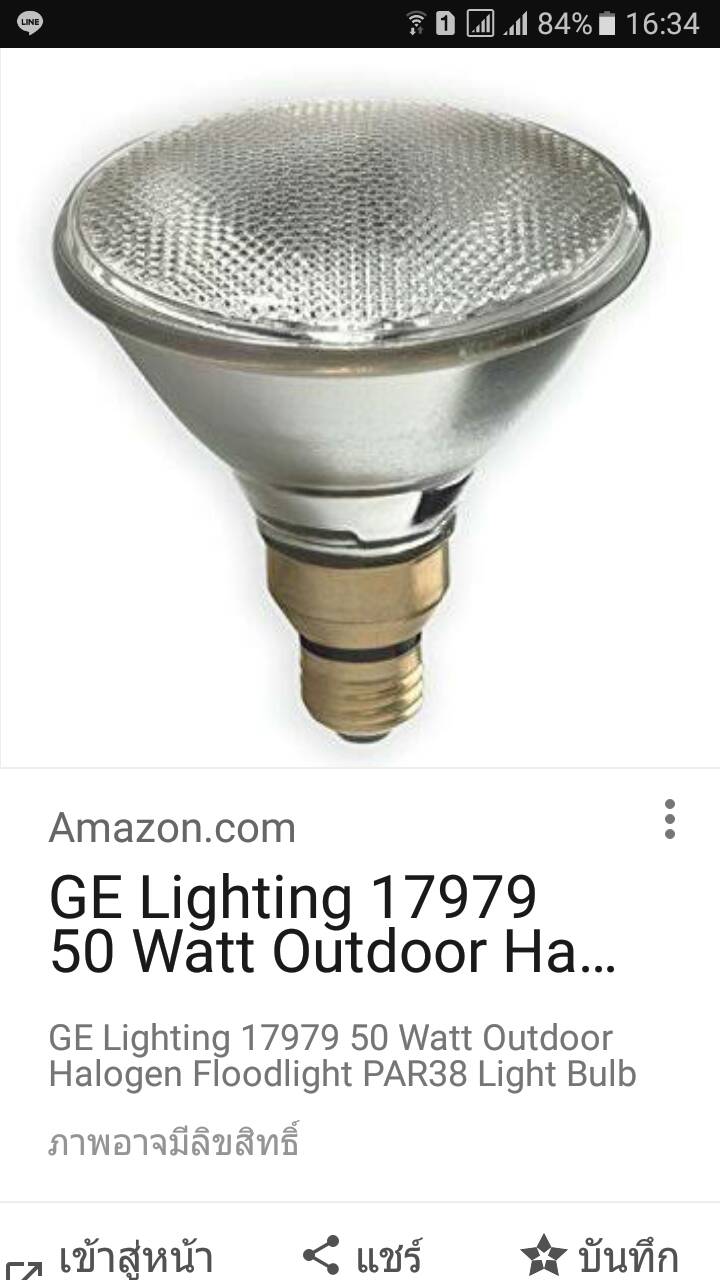 LINE
1 84% 16:34
Amazon.com
GE Lighting 17979
50 Watt Outdoor Ha...
GE Lighting 17979 50 Watt Outdoor
Halogen Floodlight PAR38 Light Bulb
ภาพอาจมีลิขสิทธิ์
เข้าสู่หน้า แชร์ บันทึก